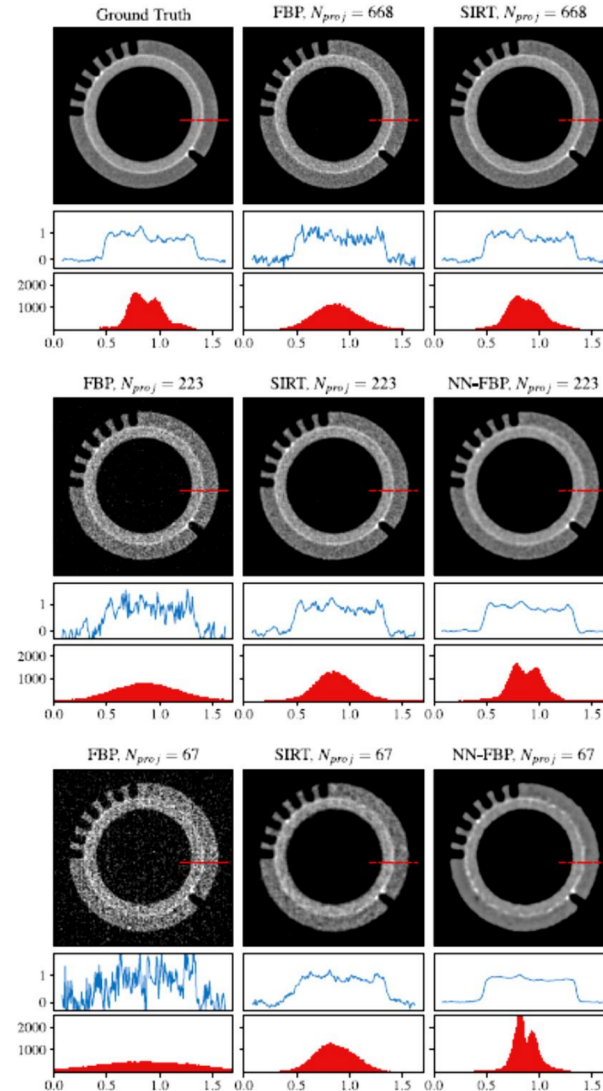 Ground Truth FBP, N_proj = 668 SIRT, N_proj = 668
1
0
2000
1000
0.0 0.5 1.0 1.5 0.0 0.5 1.0 1.5 0.0 0.5 1.0 1.5
FBP, N_proj = 223 SIRT, N_proj = 223 NN-FBP, N_proj = 223
1
0
2000
1000
0.0 0.5 1.0 1.5 0.0 0.5 1.0 1.5 0.0 0.5 1.0 1.5
FBP, N_proj = 67 SIRT, N_proj = 67 NN-FBP, N_proj = 67
1
0
2000
1000
0.0 0.5 1.0 1.5 0.0 0.5 1.0 1.5 0.0 0.5 1.0 1.5